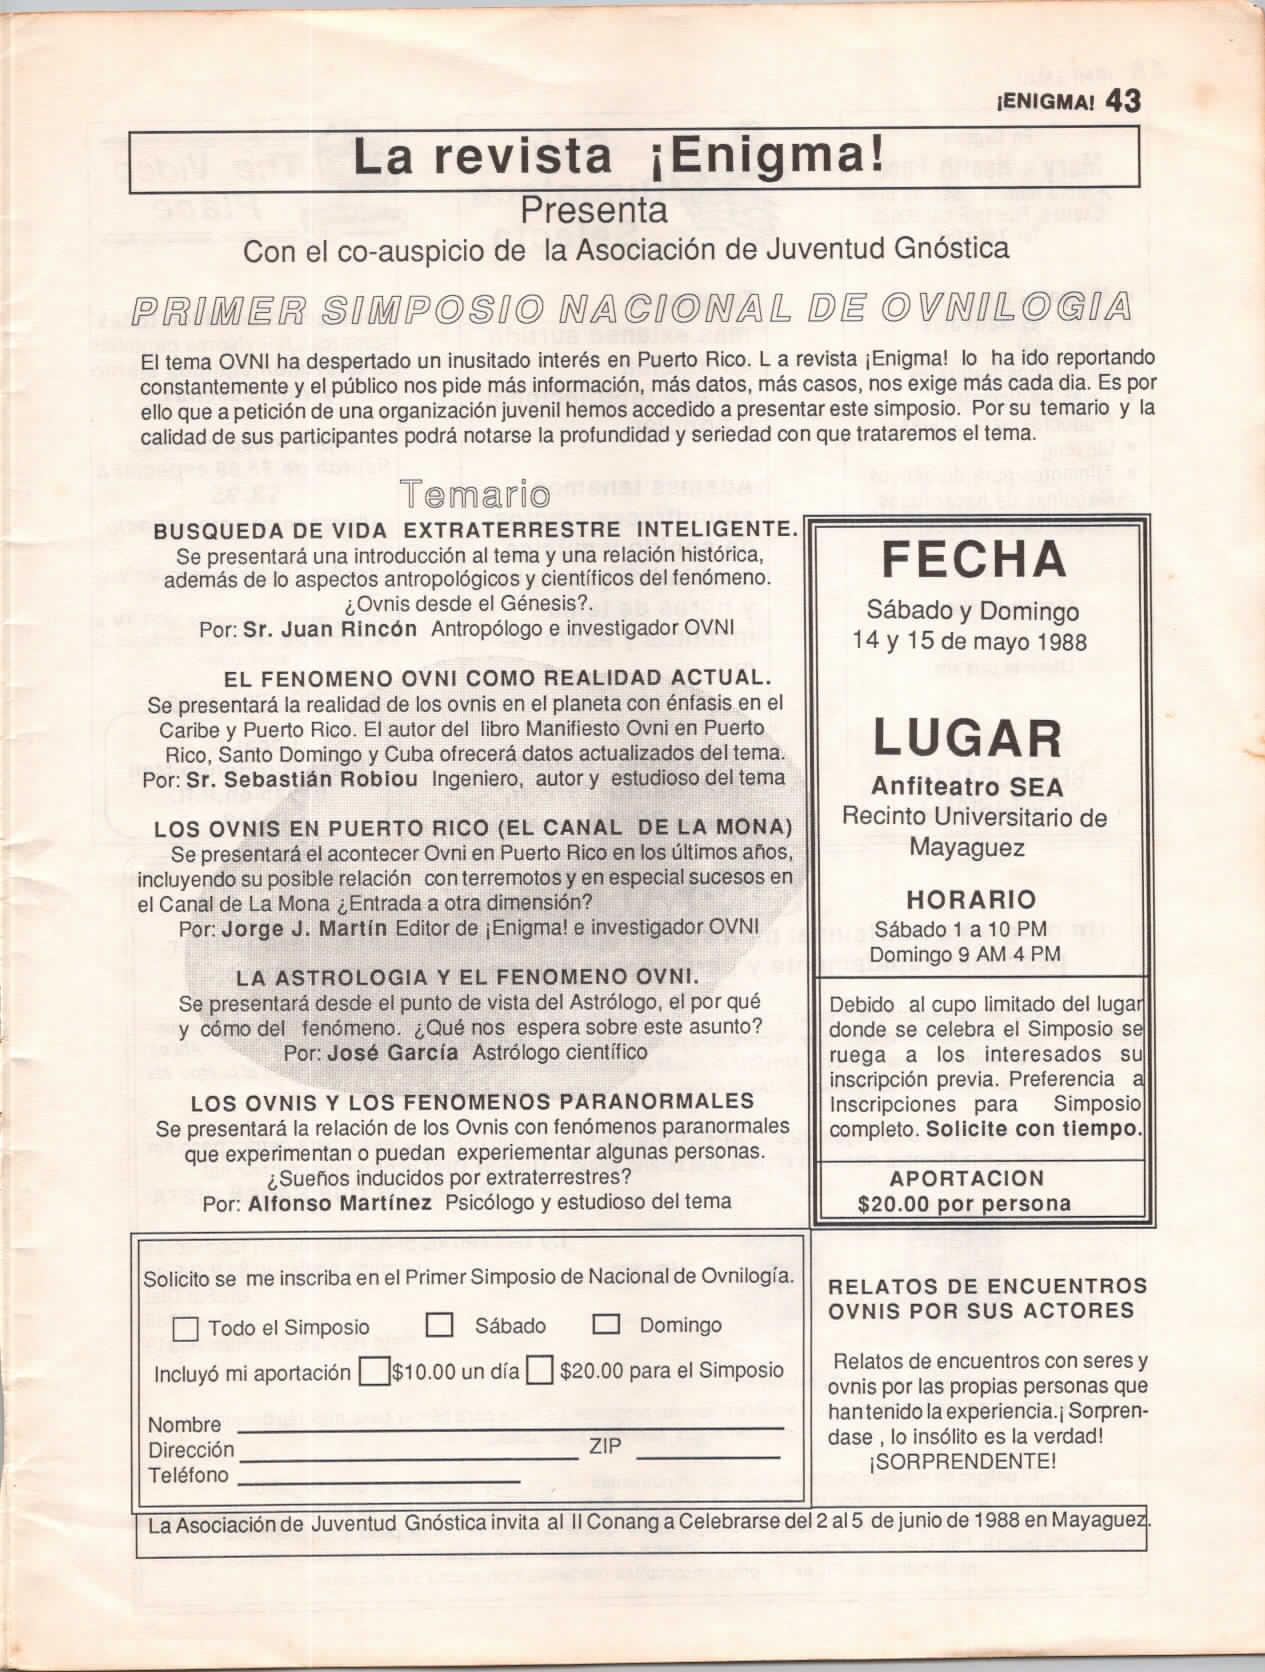 ¡ENIGMA! 43
La revista ¡Enigma!
Presenta
Con el co-auspicio de la Asociación de Juventud Gnóstica
PRIMER SIMPOSIO NACIONAL DE OVNILOGIA
El tema OVNI ha despertado un inusitado interés en Puerto Rico. L a revista ¡Enigma! lo ha ido reportando
constantemente y el público nos pide más información, más datos, más casos, nos exige más cada dia. Es por
ello que a petición de una organización juvenil hemos accedido a presentar este simposio. Por su temario y la
calidad de sus participantes podrá notarse la profundidad y seriedad con que trataremos el tema.
Temario
BUSQUEDA DE VIDA EXTRATERRESTRE INTELIGENTE.
Se presentará una introducción al tema y una relación histórica,
además de lo aspectos antropológicos y científicos del fenómeno.
¿Ovnis desde el Génesis?.
Por: Sr. Juan Rincón Antropólogo e investigador OVNI
EL FENOMENO OVNI COMO REALIDAD ACTUAL.
Se presentará la realidad de los ovnis en el planeta con énfasis en el
Caribe y Puerto Rico. El autor del libro Manifiesto Ovni en Puerto
Rico, Santo Domingo y Cuba ofrecerá datos actualizados del tema.
Por: Sr. Sebastián Robiou Ingeniero, autor y estudioso del tema
LOS OVNIS EN PUERTO RICO (EL CANAL DE LA MONA)
Se presentará el acontecer Ovni en Puerto Rico en los últimos años,
incluyendo su posible relación con terremotos y en especial sucesos en
el Canal de La Mona ¿Entrada a otra dimensión?
Por: Jorge J. Martín Editor de ¡Enigma! e investigador OVNI
LA ASTROLOGIA Y EL FENOMENO OVNI.
Se presentará desde el punto de vista del Astrólogo, el por qué
y cómo del fenómeno. ¿Qué nos espera sobre este asunto?
Por: José García Astrólogo científico
LOS OVNIS Y LOS FENOMENOS PARANORMALES
Se presentará la relación de los Ovnis con fenómenos paranormales
que experimentan o puedan experiementar algunas personas.
¿Sueños inducidos por extraterrestres?
Por: Alfonso Martínez Psicólogo y estudioso del tema
FECHA
Sábado y Domingo
14 y 15 de mayo 1988
LUGAR
Anfiteatro SEA
Recinto Universitario de
Mayaguez
HORARIO
Sábado 1 a 10 PM
Domingo 9 AM 4 PM
Debido al cupo limitado del lugar
donde se celebra el Simposio se
ruega a los interesados su
inscripción previa. Preferencia a
Inscripciones para Simposio
completo. Solicite con tiempo.
APORTACION
$20.00 por persona
Solicito se me inscriba en el Primer Simposio de Nacional de Ovnilogía.
Todo el Simposio Sábado Domingo
Incluyó mi aportación $10.00 un día $20.00 para el Simposio
Nombre
Dirección ZIP
Teléfono
RELATOS DE ENCUENTROS
OVNIS POR SUS ACTORES
Relatos de encuentros con seres y
ovnis por las propias personas que
han tenido la experiencia.¡ Sorpren-
dase , lo insólito es la verdad!
¡SORPRENDENTE!
La Asociación de Juventud Gnóstica invita al II Conang a Celebrarse del 2 al 5 de junio de 1988 en Mayaguez.